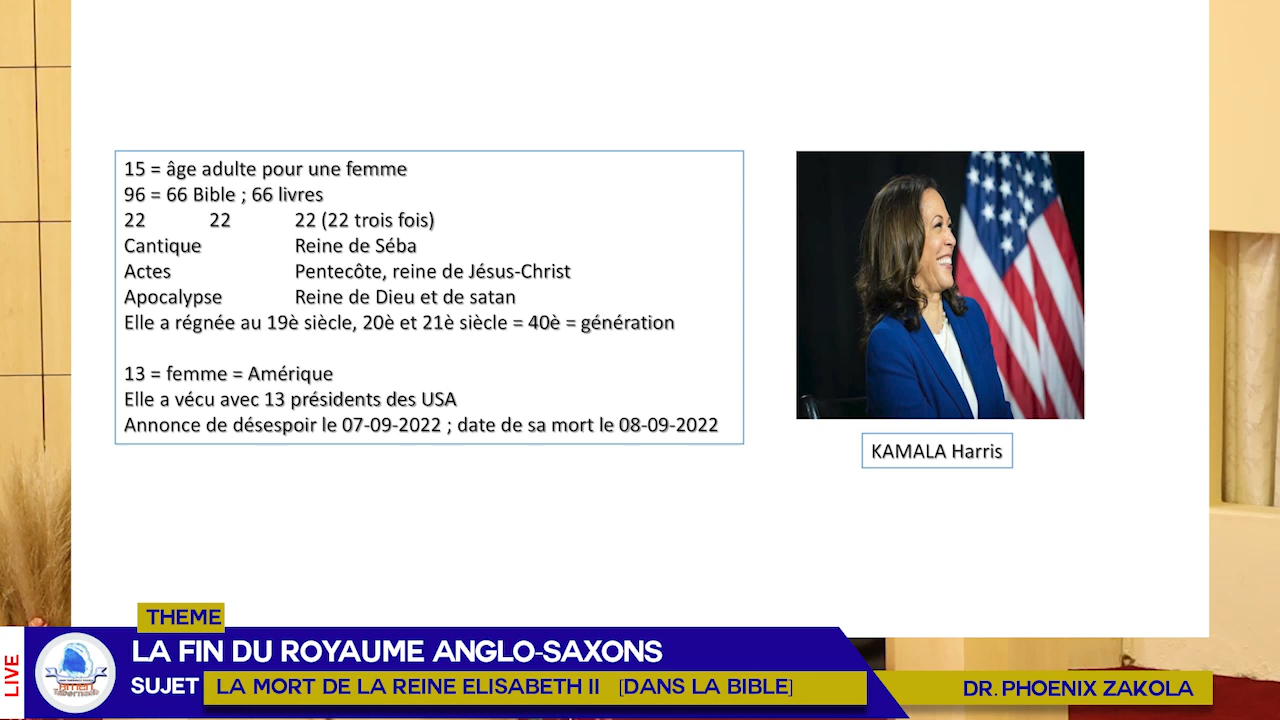 15 = âge adulte pour une femme
96 = 66 Bible ; 66 livres
22 22 22 (22 trois fois)
Cantique Reine de Séba
Actes Pentecôte, reine de Jésus-Christ
Apocalypse Reine de Dieu et de satan
Elle a régnée au 19è siècle, 20è et 21è siècle = 40è = génération
13 = femme = Amérique
Elle a vécu avec 13 présidents des USA
Annonce de désespoir le 07-09-2022 ; date de sa mort le 08-09-2022
KAMALA Harris
THEME
LA FIN DU ROYAUME ANGLO-SAXONS
SUJET LA MORT DE LA REINE ELISABETH II [DANS LA BIBLE]
DR. PHOENIX ZAKOLA
LIVE